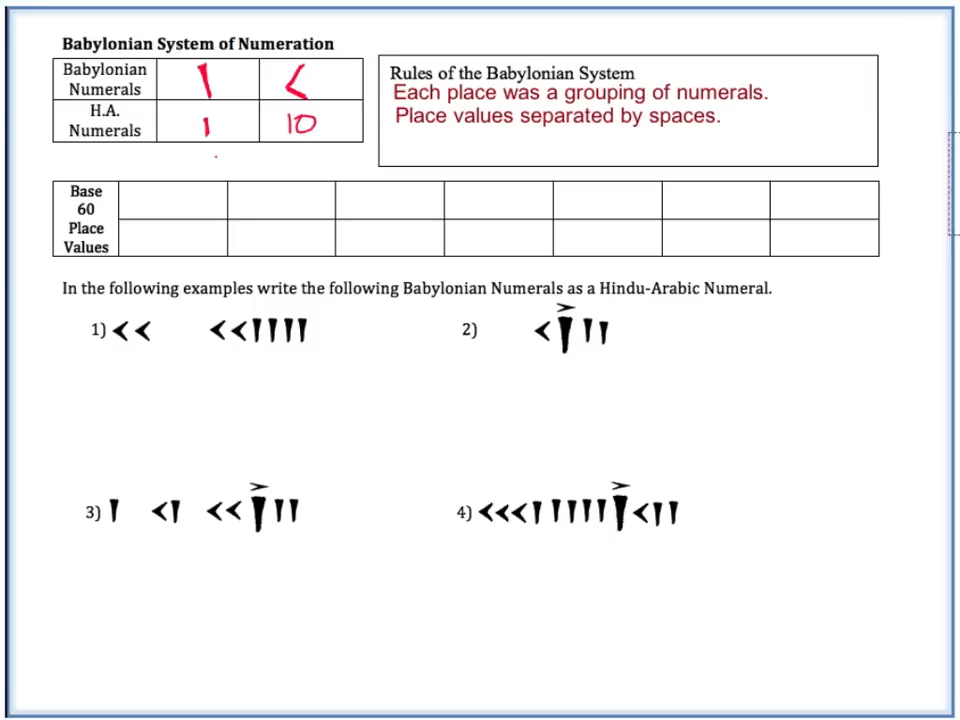 Babylonian System of Numeration
Babylonian
Numerals
H.A.
Numerals
1 10
Rules of the Babylonian System
Each place was a grouping of numerals.
Place values separated by spaces.
Base
60
Place
Values
In the following examples write the following Babylonian Numerals as a Hindu-Arabic Numeral.
1)
2)
3)
4)